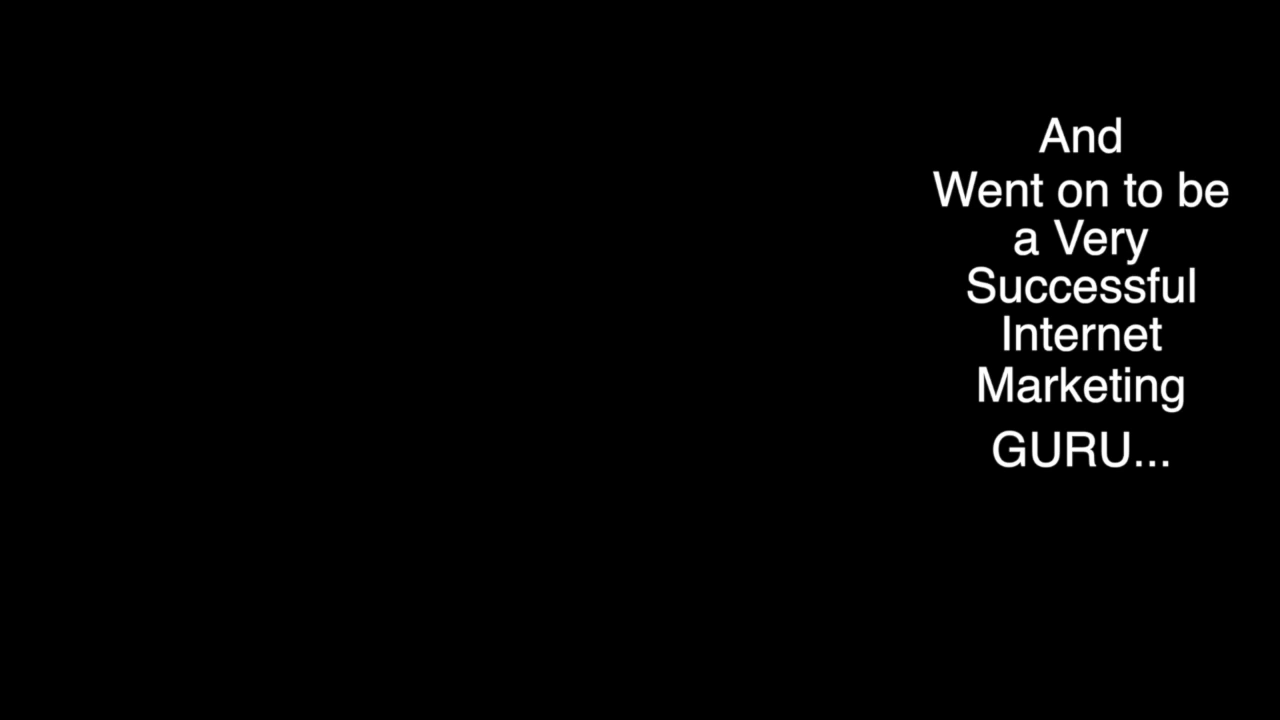 And
Went on to be
a Very
Successful
Internet
Marketing
GURU...